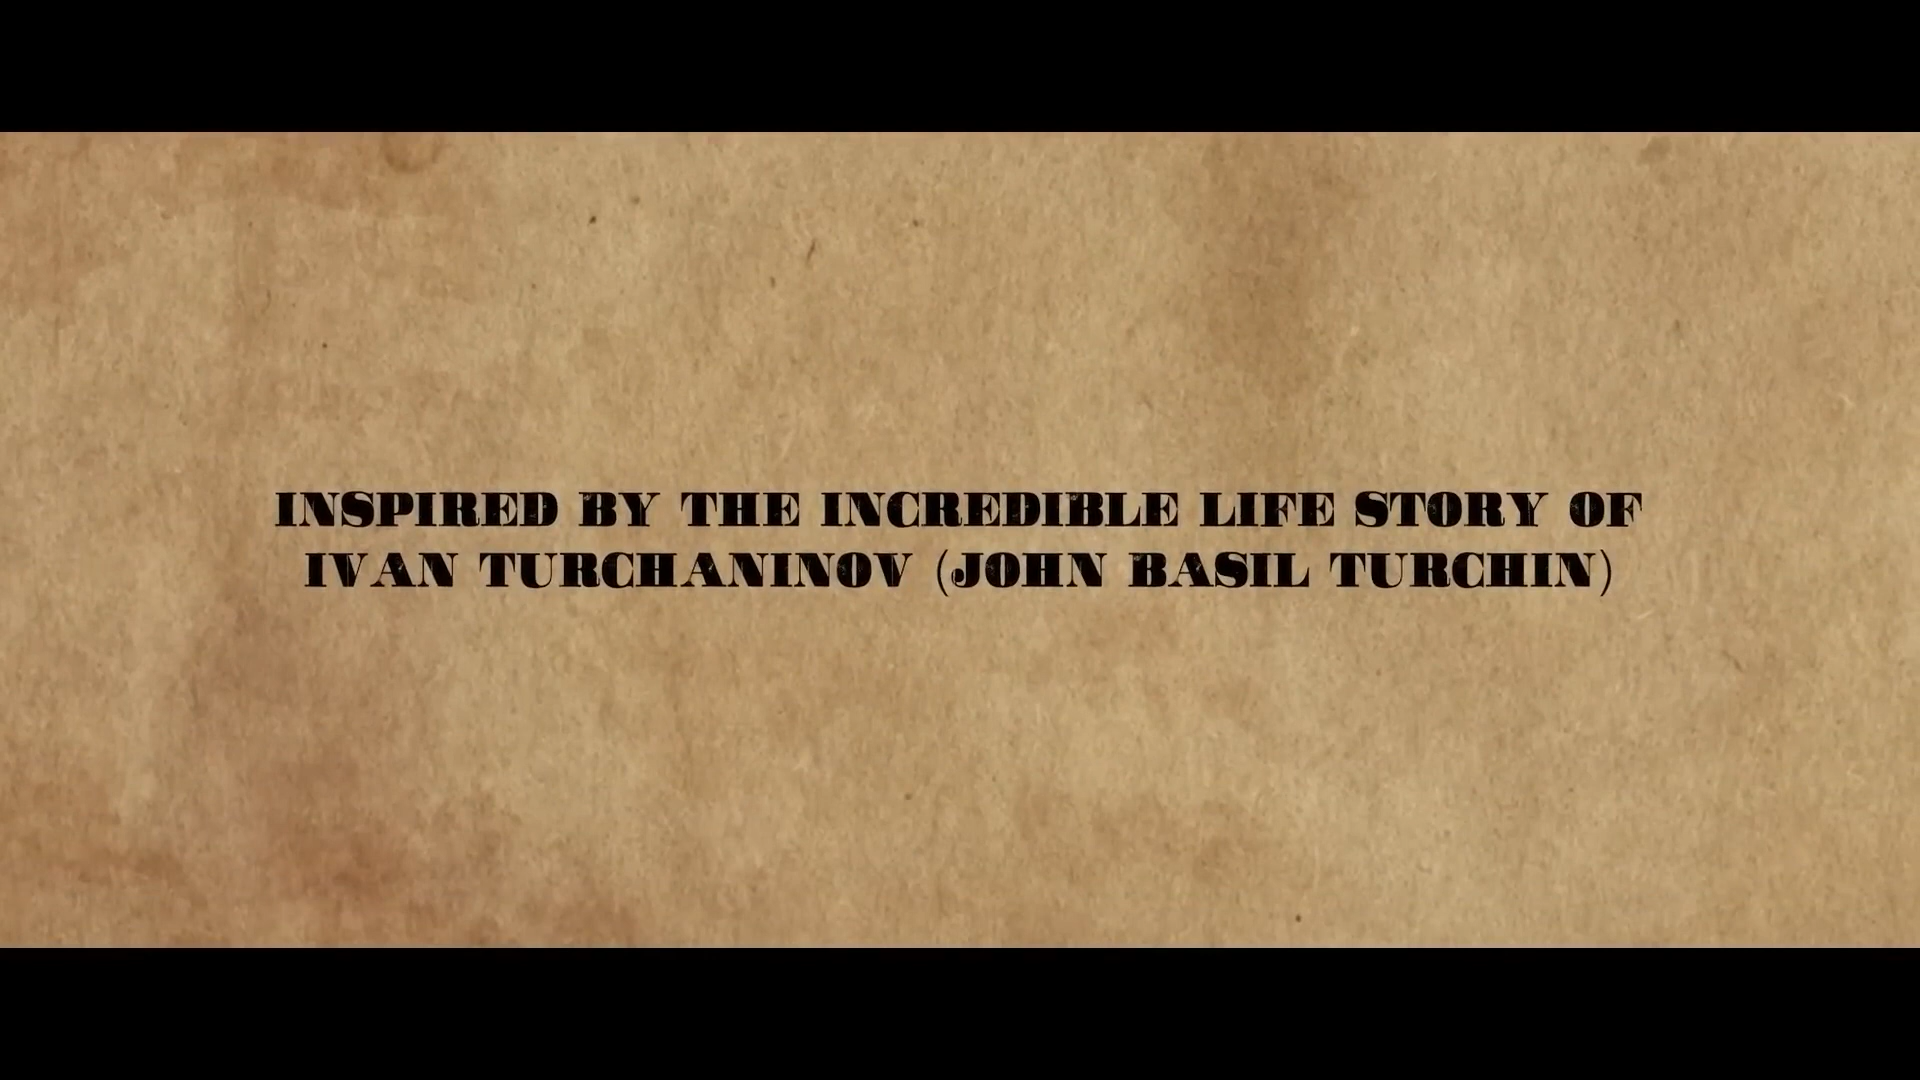 INSPIRED BY THE INCREDIBLE LIFE STORY OF
IVAN TURCHANINOV (JOHN BASIL TURCHIN)